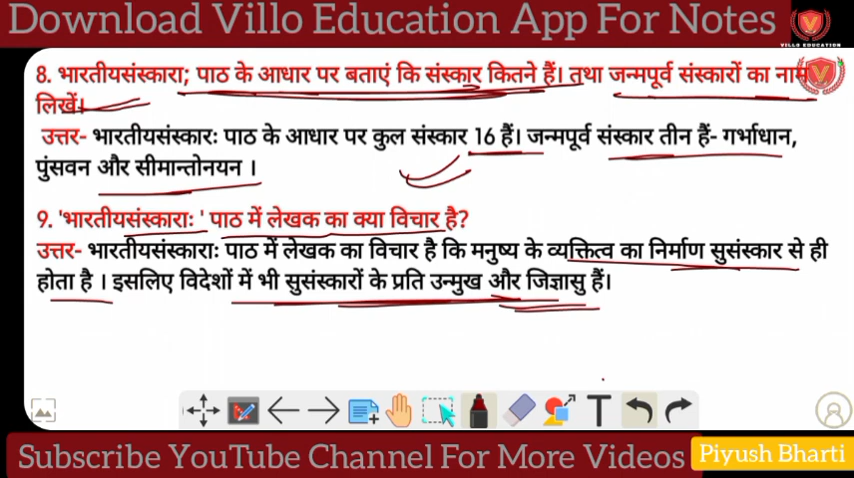 Download Villo Education App For Notes
VILLO EDUCATION
8. भारतीयसंस्कारा; पाठ के आधार पर बताएं कि संस्कार कितने हैं। तथा जन्मपूर्व संस्कारों का नाम
लिखें।
उत्तर- भारतीयसंस्कारः पाठ के आधार पर कुल संस्कार 16 हैं। जन्मपूर्व संस्कार तीन हैं- गर्भाधान,
पुंसवन और सीमान्तोनयन ।
9. 'भारतीयसंस्काराः ' पाठ में लेखक का क्या विचार है?
उत्तर- भारतीयसंस्काराः पाठ में लेखक का विचार है कि मनुष्य के व्यक्तित्व का निर्माण सुसंस्कार से ही
होता है । इसलिए विदेशों में भी सुसंस्कारों के प्रति उन्मुख और जिज्ञासु हैं।
T
Subscribe YouTube Channel For More Videos
Piyush Bharti